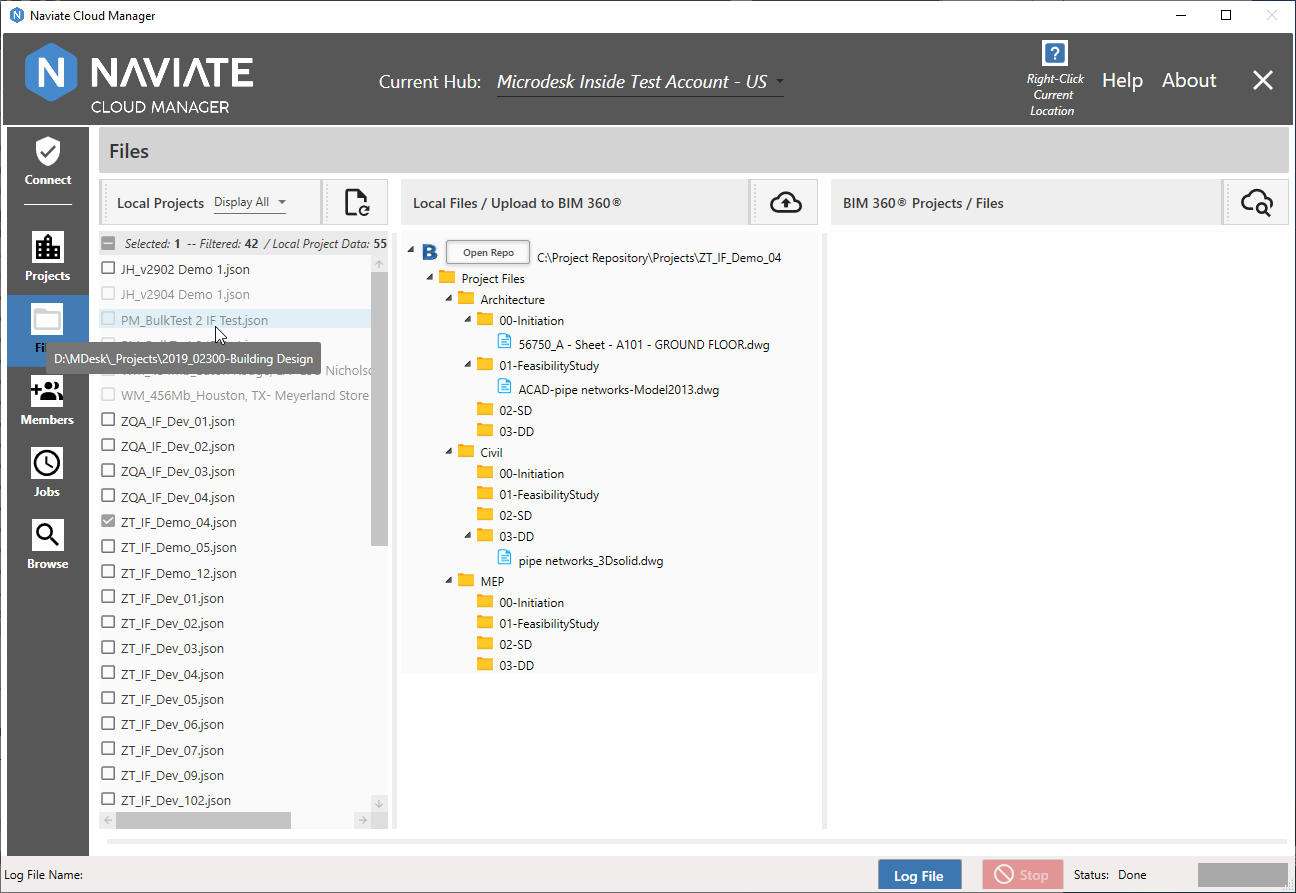 Naviate Cloud Manager
NAVIATE
CLOUD MANAGER
Current Hub: Microdesk Inside Test Account - US
Right-Click
Current
Location
Help
About
Connect
Projects
Members
Jobs
Browse
Files
Local Projects
Display All
Selected: 1 -- Filtered: 42 / Local Project Data: 55
JH_v2902 Demo 1.json
JH_v2904 Demo 1.json
PM_BulkTest 2 IF Test.json
D:\MDesk\_Projects\2019_02300-Building Design
WM_456Mb_Houston, TX- Meyerland Store
ZQA_IF_Dev_01.json
ZQA_IF_Dev_02.json
ZQA_IF_Dev_03.json
ZQA_IF_Dev_04.json
ZT_IF_Demo_04.json
ZT_IF_Demo_05.json
ZT_IF_Demo_12.json
ZT_IF_Dev_01.json
ZT_IF_Dev_02.json
ZT_IF_Dev_03.json
ZT_IF_Dev_04.json
ZT_IF_Dev_05.json
ZT_IF_Dev_06.json
ZT_IF_Dev_07.json
ZT_IF_Dev_09.json
ZT_IF_Dev_102.json
Local Files / Upload to BIM 360®
Open Repo
C:\Project Repository\Projects\ZT_IF_Demo_04
Project Files
Architecture
00-Initiation
56750_A - Sheet - A101 - GROUND FLOOR.dwg
01-FeasibilityStudy
ACAD-pipe networks-Model2013.dwg
02-SD
03-DD
Civil
00-Initiation
01-FeasibilityStudy
02-SD
03-DD
pipe networks_3Dsolid.dwg
MEP
00-Initiation
01-FeasibilityStudy
02-SD
03-DD
BIM 360® Projects / Files
Log File Name:
Log File
Stop
Status: Done